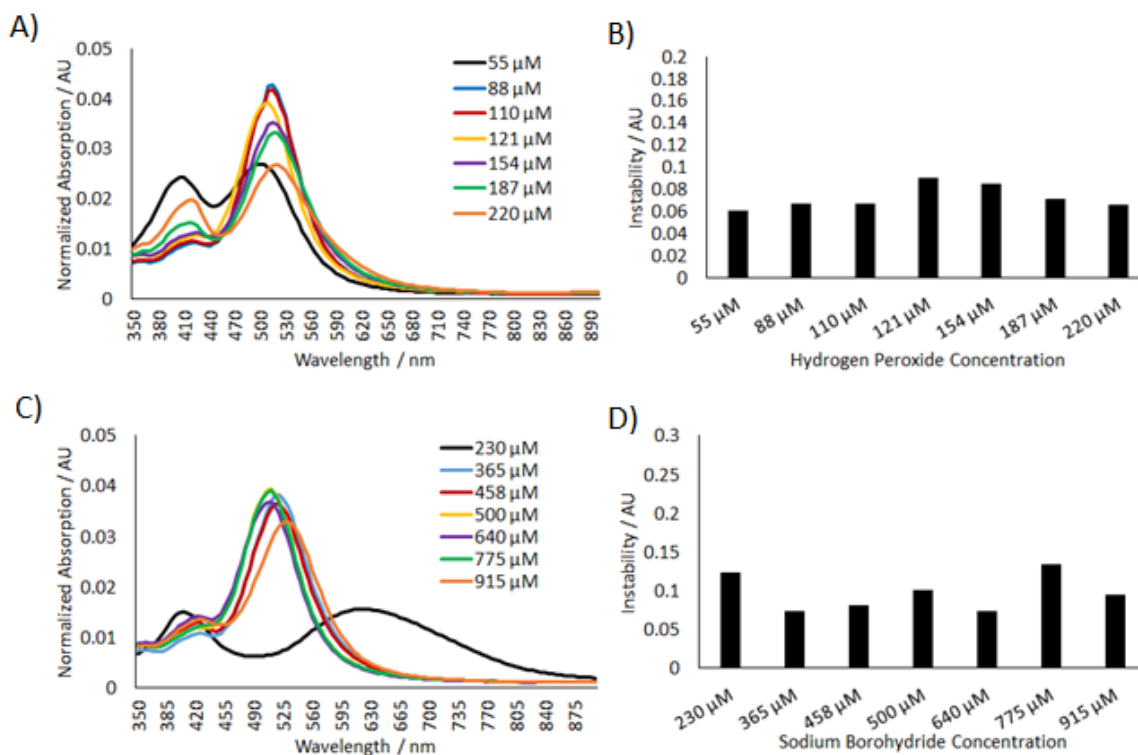 A)
Normalized Absorption / AU
0.05
0.04
0.03
0.02
0.01
0
55 µM
88 µM
110 µM
121 µM
154 µM
187 µM
220 µM
350 380 410 440 470 500 530 560 590 620 650 680 710 740 770 800 830 860 890
Wavelength / nm
B)
Instability / AU
0.2
0.18
0.16
0.14
0.12
0.1
0.08
0.06
0.04
0.02
0
55 µM 88 µM 110 µM 121 µM 154 µM 187 µM 220 µM
Hydrogen Peroxide Concentration
C)
Normalized Absorption / AU
0.05
0.04
0.03
0.02
0.01
0
230 µM
365 µM
458 µM
500 µM
640 µM
775 µM
915 µM
350 385 420 455 490 525 560 595 630 665 700 735 770 805 840 875
Wavelength / nm
D)
Instability / AU
0.3
0.25
0.2
0.15
0.1
0.05
0
230 µM 365 µM 458 µM 500 µM 640 µM 775 µM 915 µM
Sodium Borohydride Concentration